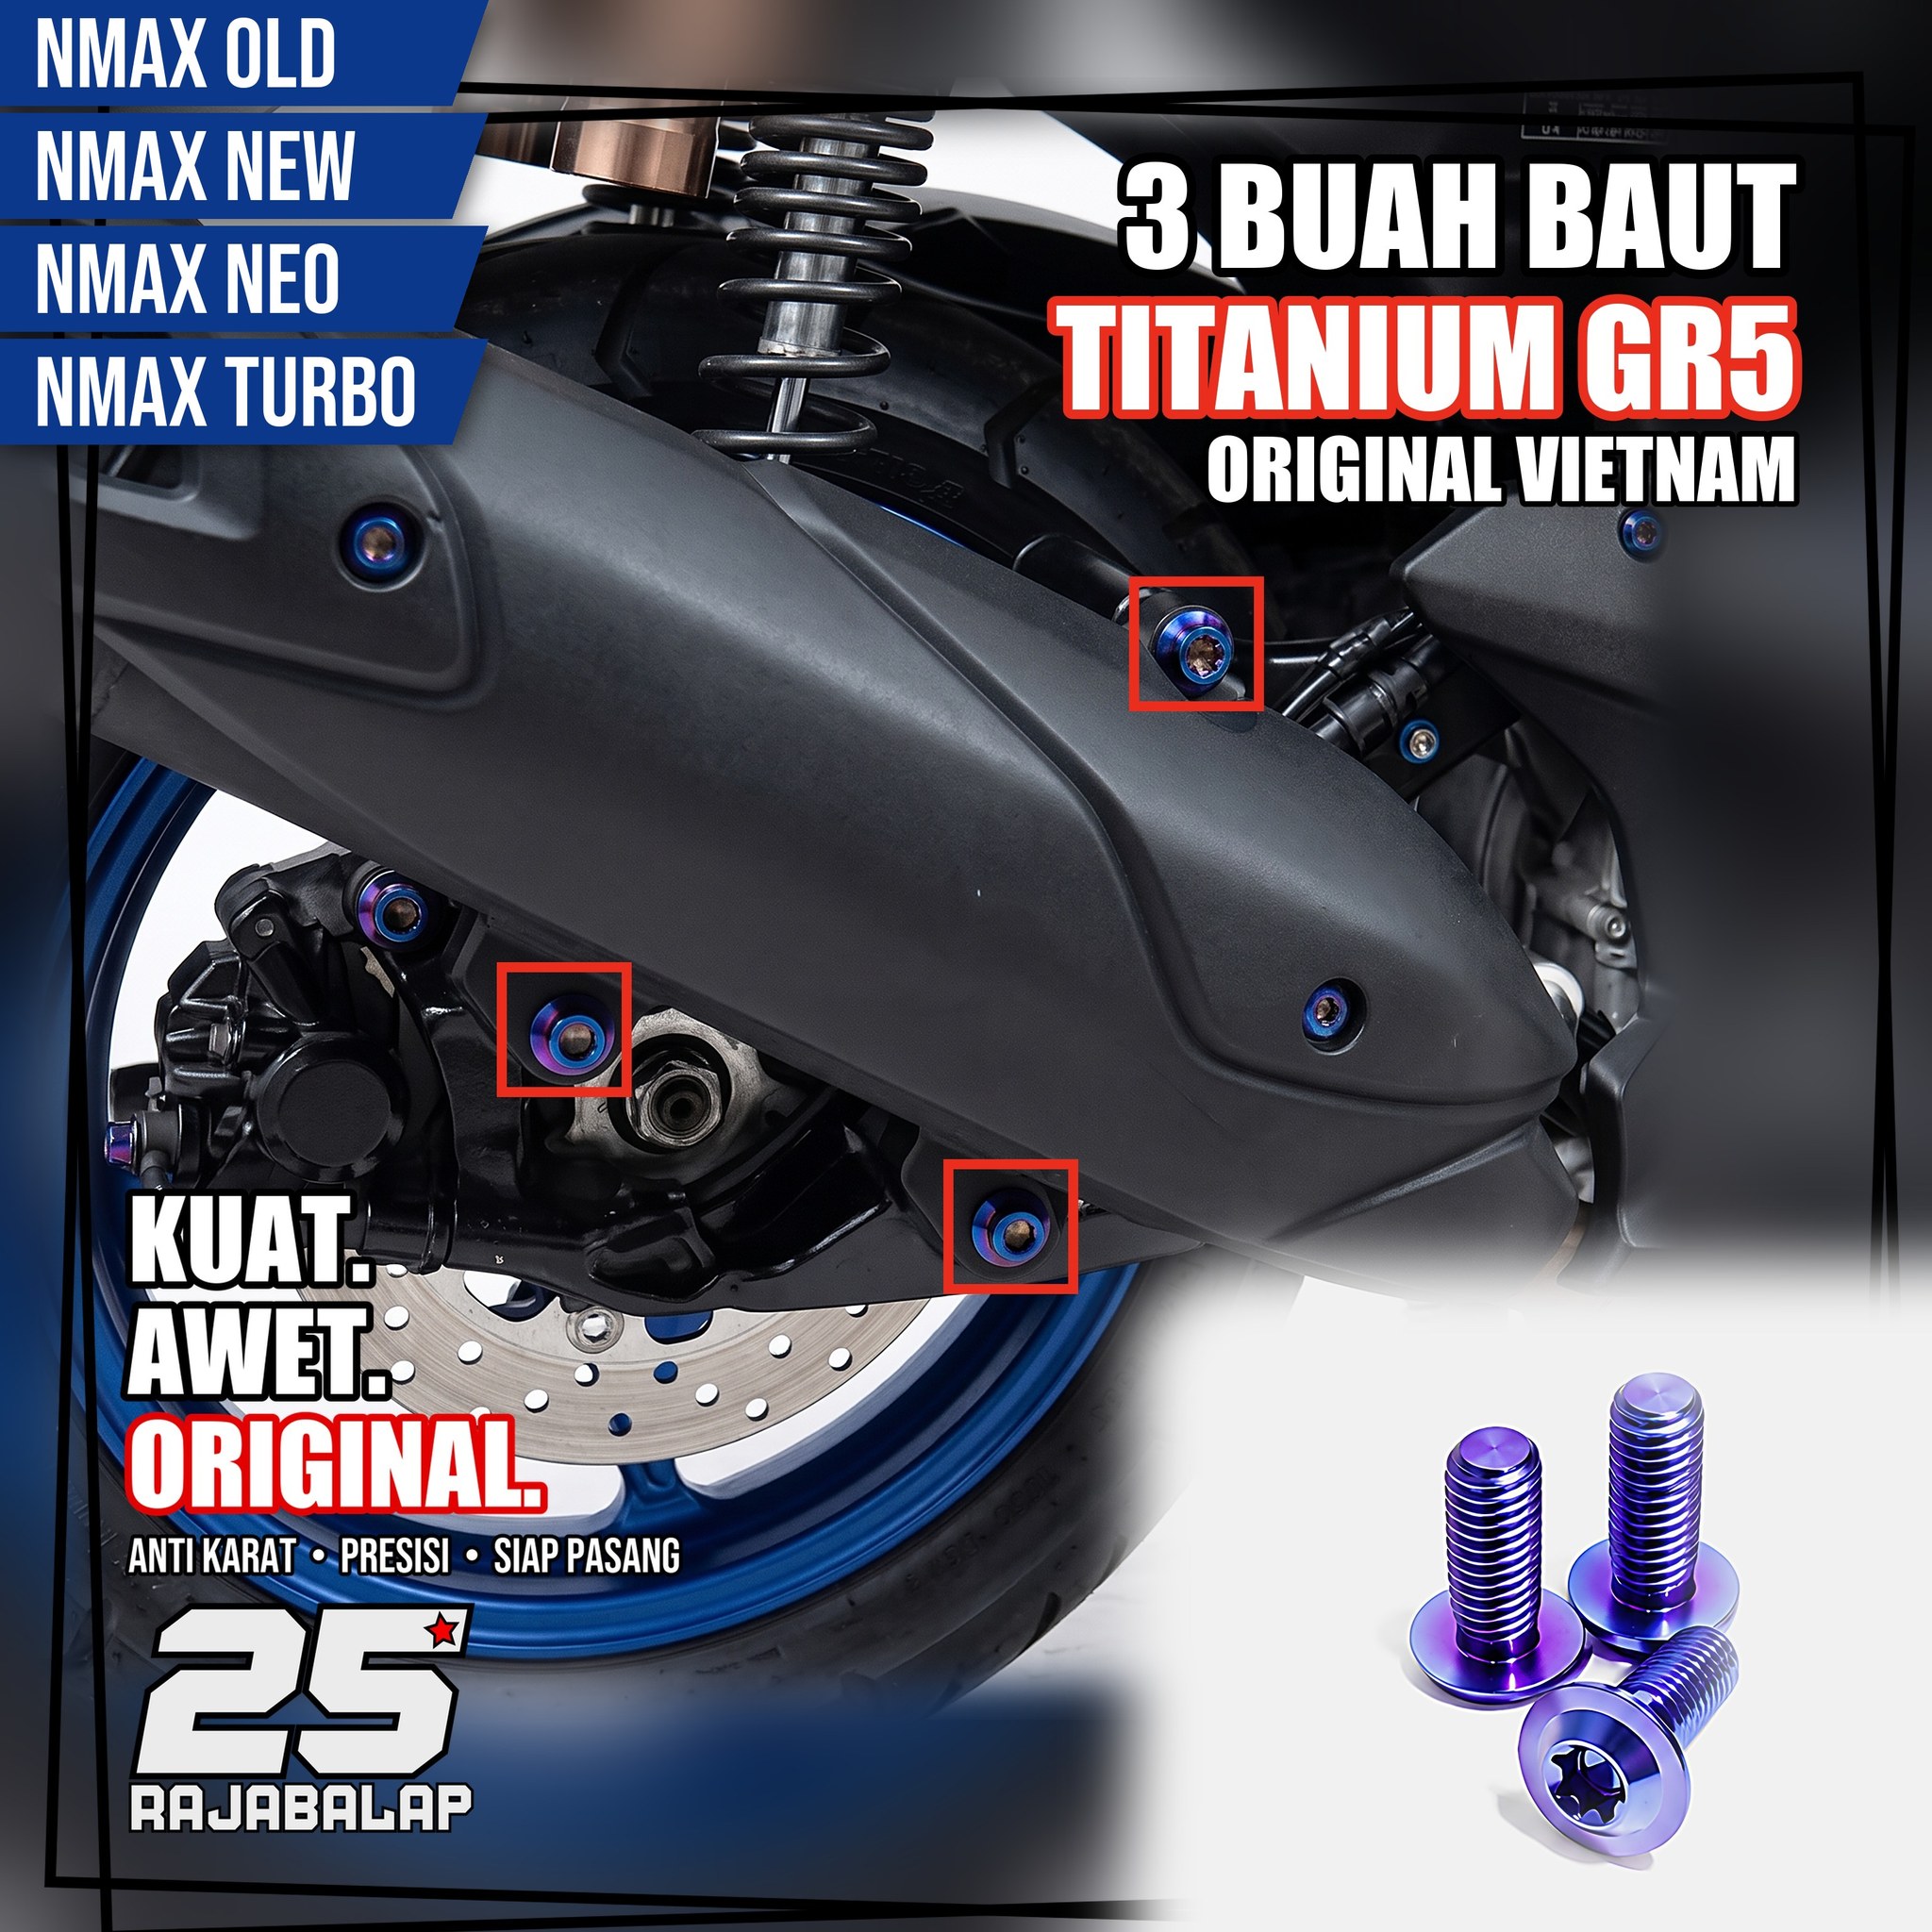 NMAX OLD
NMAX NEW
NMAX NEO
NMAX TURBO
3 BUAH BAUT
TITANIUM GR5
ORIGINAL VIETNAM
KUAT.
AWET.
ORIGINAL.
ANTI KARAT • PRESISI • SIAP PASANG
25
RAJABALAP